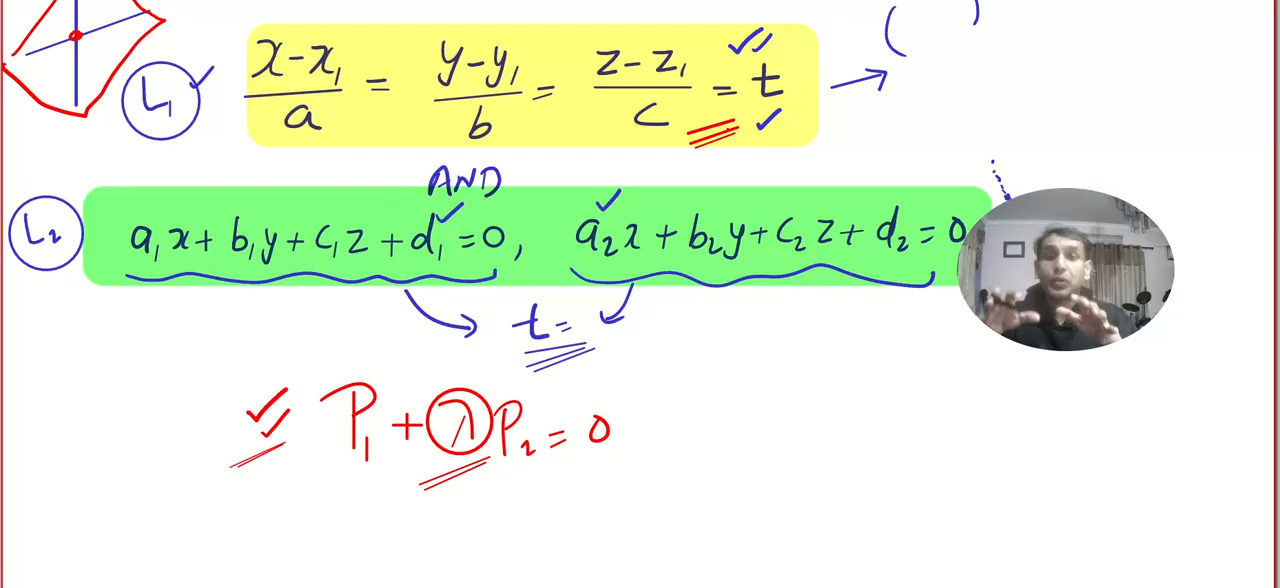 ( )
L₁ (x-x₁)/a = (y-y₁)/b = (z-z₁)/c = t →
AND
L₂ a₁x + b₁y + c₁z + d₁ = 0, a₂x + b₂y + c₂z + d₂ = 0
t =
P₁ + λP₂ = 0